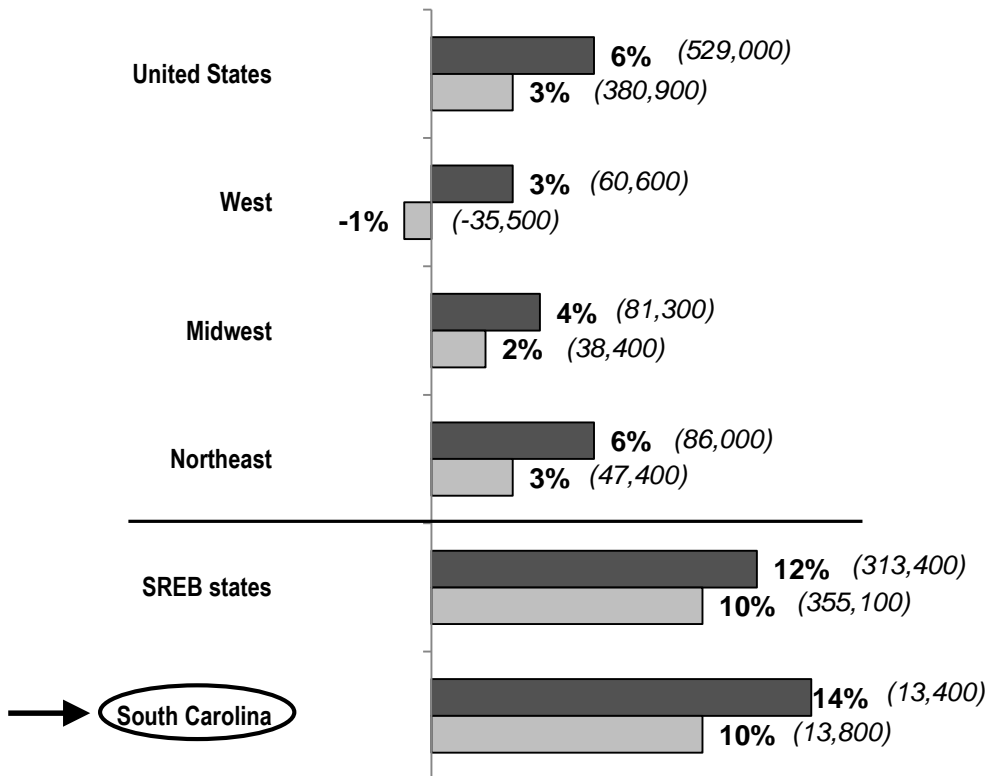 6% (529,000)
United States
3% (380,900)
3% (60,600)
West
-1% (-35,500)
4% (81,300)
Midwest
2% (38,400)
6% (86,000)
Northeast
3% (47,400)
12% (313,400)
SREB states
10% (355,100)
14% (13,400)
South Carolina
10% (13,800)